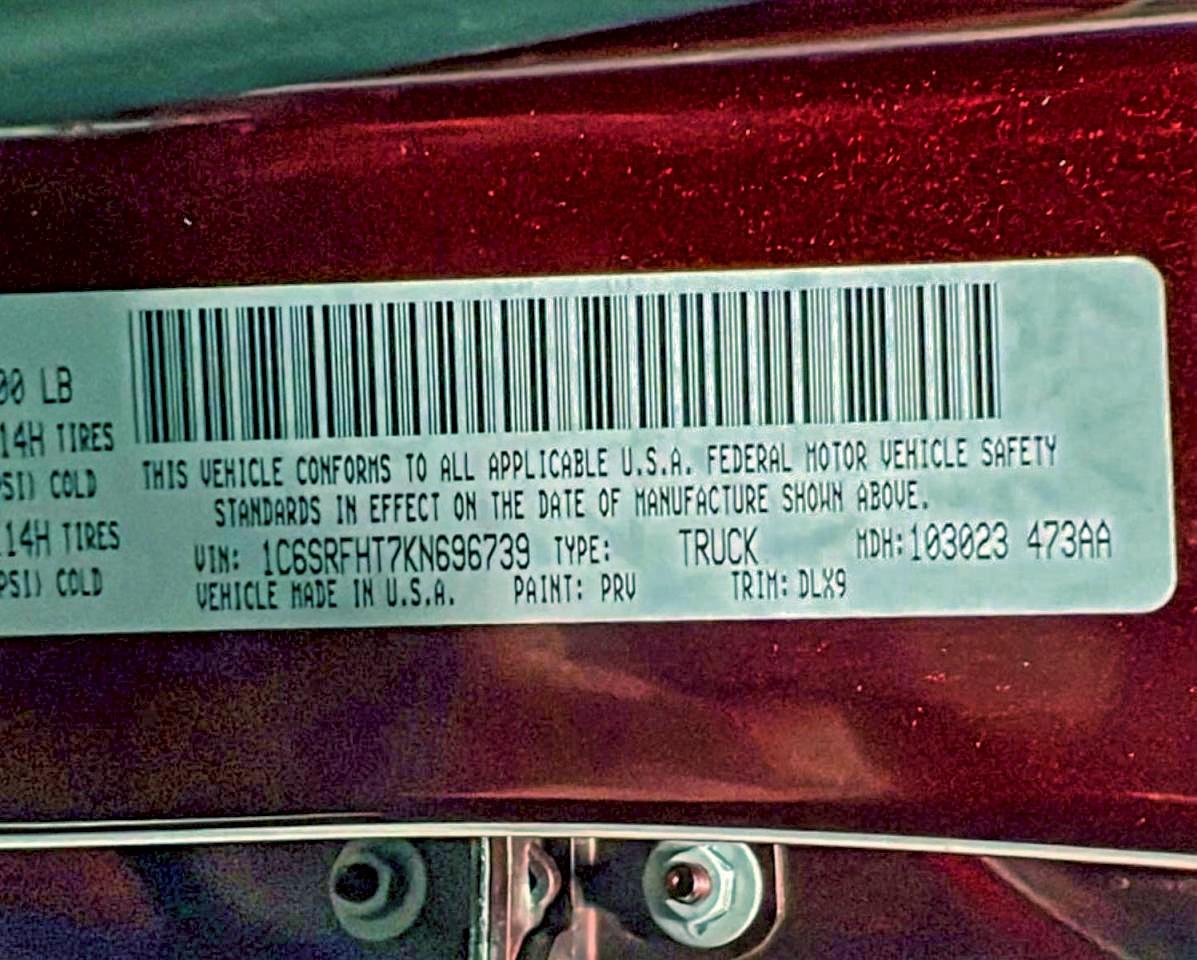 00 LB
14H TIRES
PSI) COLD
14H TIRES
PSI) COLD
THIS VEHICLE CONFORMS TO ALL APPLICABLE U.S.A. FEDERAL MOTOR VEHICLE SAFETY
STANDARDS IN EFFECT ON THE DATE OF MANUFACTURE SHOWN ABOVE.
VIN: 1C6SRFHT7KN696739 TYPE: TRUCK MDH:103023 473AA
VEHICLE MADE IN U.S.A. PAINT: PRV TRIM: DLX9